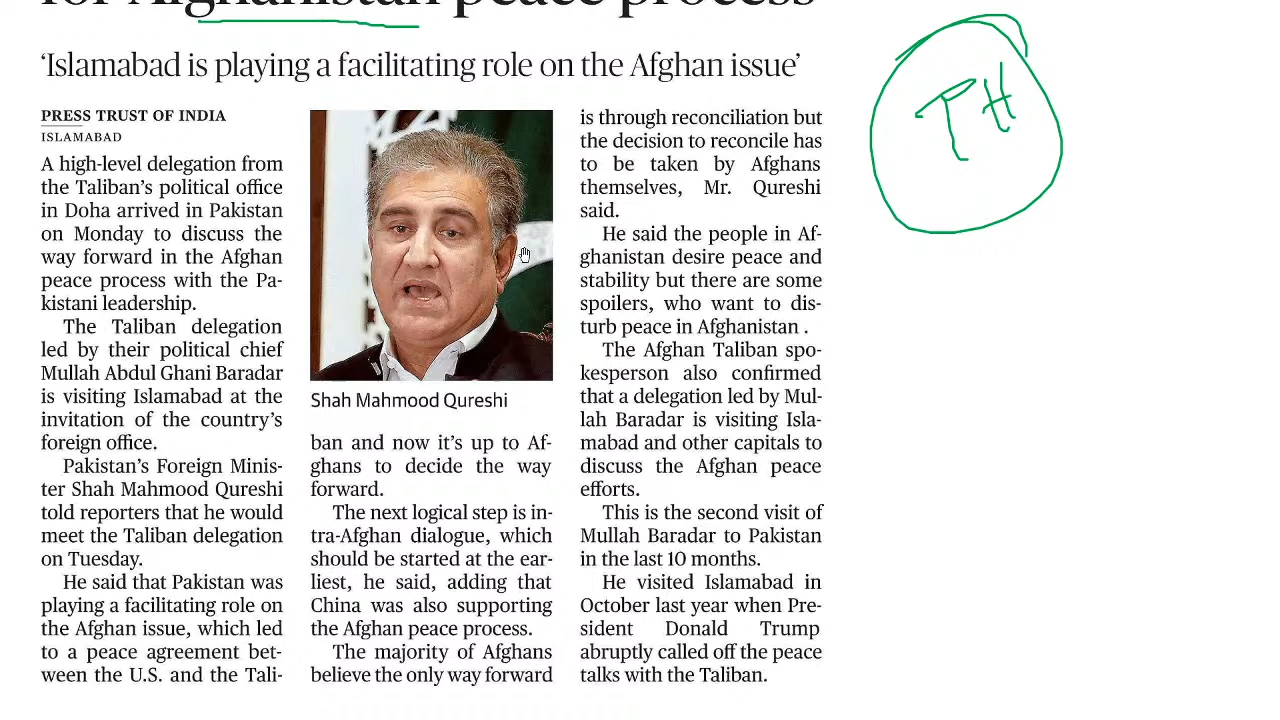 for Afghanistan peace process
‘Islamabad is playing a facilitating role on the Afghan issue’
PRESS TRUST OF INDIA
ISLAMABAD
A high-level delegation from
the Taliban’s political office
in Doha arrived in Pakistan
on Monday to discuss the
way forward in the Afghan
peace process with the Pa-
kistani leadership.
The Taliban delegation
led by their political chief
Mullah Abdul Ghani Baradar
is visiting Islamabad at the
invitation of the country’s
foreign office.
Pakistan’s Foreign Minis-
ter Shah Mahmood Qureshi
told reporters that he would
meet the Taliban delegation
on Tuesday.
He said that Pakistan was
playing a facilitating role on
the Afghan issue, which led
to a peace agreement bet-
ween the U.S. and the Tali-
Shah Mahmood Qureshi
ban and now it’s up to Af-
ghans to decide the way
forward.
The next logical step is in-
tra-Afghan dialogue, which
should be started at the ear-
liest, he said, adding that
China was also supporting
the Afghan peace process.
The majority of Afghans
believe the only way forward
is through reconciliation but
the decision to reconcile has
to be taken by Afghans
themselves, Mr. Qureshi
said.
He said the people in Af-
ghanistan desire peace and
stability but there are some
spoilers, who want to dis-
turb peace in Afghanistan .
The Afghan Taliban spo-
kesperson also confirmed
that a delegation led by Mul-
lah Baradar is visiting Isla-
mabad and other capitals to
discuss the Afghan peace
efforts.
This is the second visit of
Mullah Baradar to Pakistan
in the last 10 months.
He visited Islamabad in
October last year when Pre-
sident Donald Trump
abruptly called off the peace
talks with the Taliban.
TH